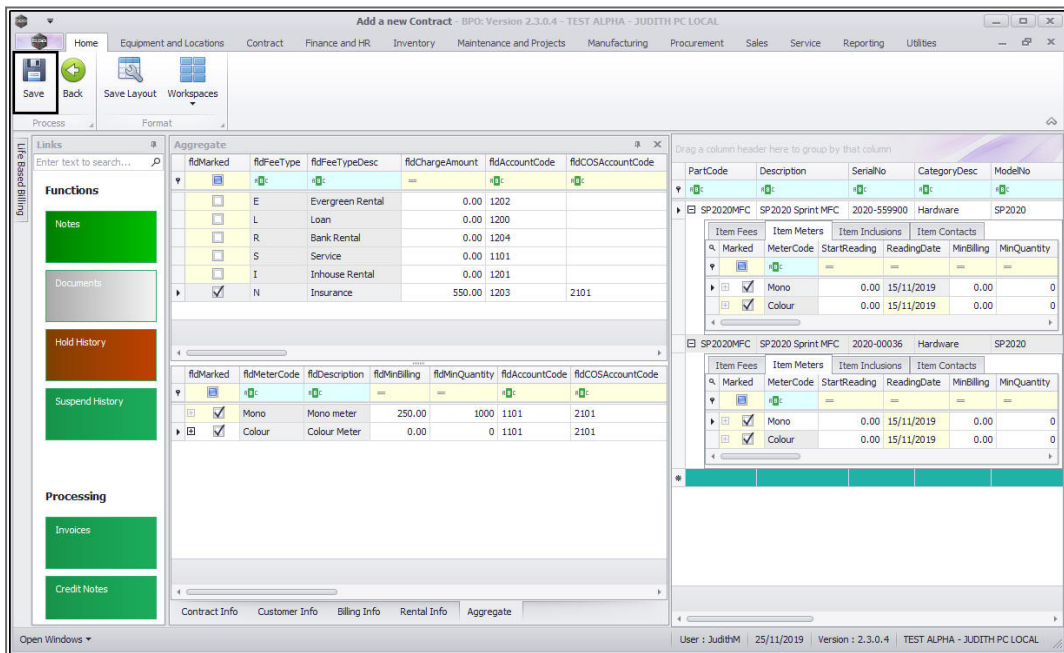 Add a new Contract - BPO: Version 2.3.0.4 - TEST ALPHA - JUDITH PC LOCAL
Home Equipment and Locations Contract Finance and HR Inventory Maintenance and Projects Manufacturing Procurement Sales Service Reporting Utilities
Save Back Save Layout Workspaces
Process Format
Life Based Billing
Links
Enter text to search...
Functions
Notes
Documents
Hold History
Suspend History
Processing
Invoices
Credit Notes
Aggregate
fldMarked fldFeeType fldFeeTypeDesc fldChargeAmount fldAccountCode fldCOSAccountCode
E Evergreen Rental 0.00 1202
L Loan 0.00 1200
R Bank Rental 0.00 1204
S Service 0.00 1101
I Inhouse Rental 0.00 1201
N Insurance 550.00 1203 2101
fldMarked fldMeterCode fldDescription fldMinBilling fldMinQuantity fldAccountCode fldCOSAccountCode
Mono Mono meter 250.00 1000 1101 2101
Colour Colour Meter 0.00 0 1101 2101
Contract Info Customer Info Billing Info Rental Info Aggregate
Drag a column header here to group by that column
PartCode Description SerialNo CategoryDesc ModelNo
SP2020MFC SP2020 Sprint MFC 2020-559900 Hardware SP2020
Item Fees Item Meters Item Inclusions Item Contacts
Marked MeterCode StartReading ReadingDate MinBilling MinQuantity
Mono 0.00 15/11/2019 0.00 0
Colour 0.00 15/11/2019 0.00 0
SP2020MFC SP2020 Sprint MFC 2020-00036 Hardware SP2020
Item Fees Item Meters Item Inclusions Item Contacts
Marked MeterCode StartReading ReadingDate MinBilling MinQuantity
Mono 0.00 15/11/2019 0.00 0
Colour 0.00 15/11/2019 0.00 0
Open Windows User : JudithM 25/11/2019 Version : 2.3.0.4 TEST ALPHA - JUDITH PC LOCAL